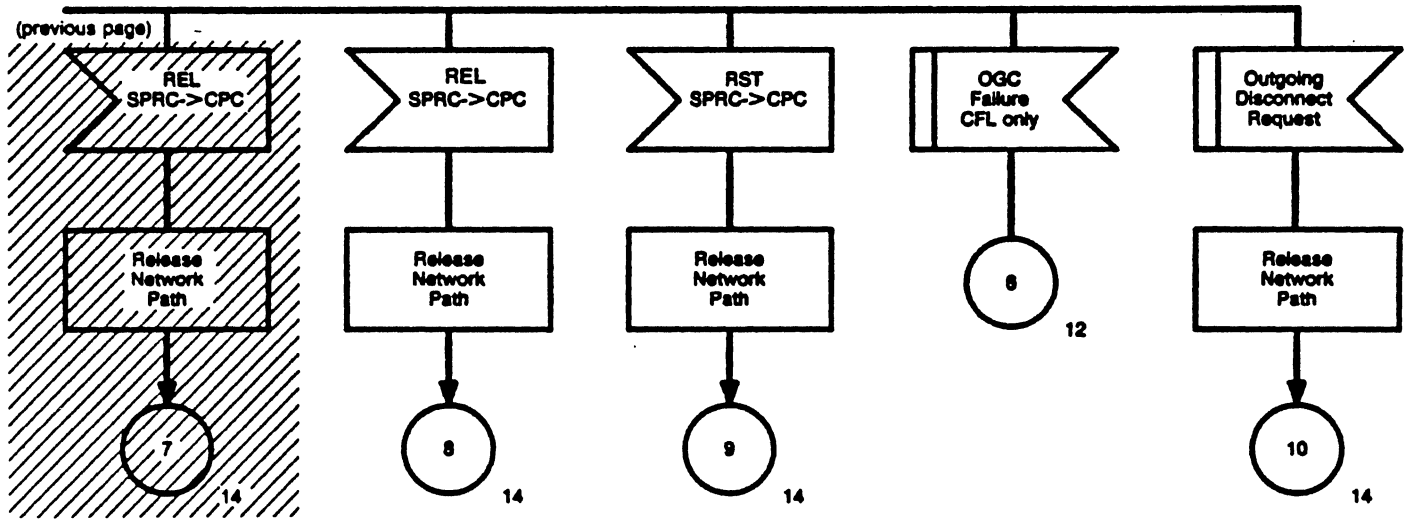 (previous page)
REL
SPRC->CPC
REL
SPRC->CPC
RST
SPRC->CPC
OGC
Failure
CFL only
Outgoing
Disconnect
Request
Release
Network
Path
Release
Network
Path
Release
Network
Path
Release
Network
Path
6
12
7
14
8
14
9
14
10
14